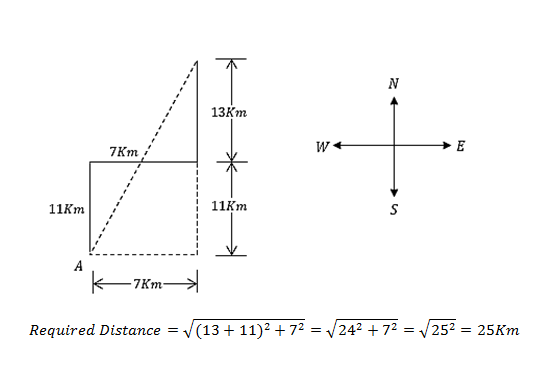 N
13Km
7Km
W
E
11Km
11Km
S
A
7Km
Required Distance = √(13 + 11)² + 7² = √24² + 7² = √25² = 25Km